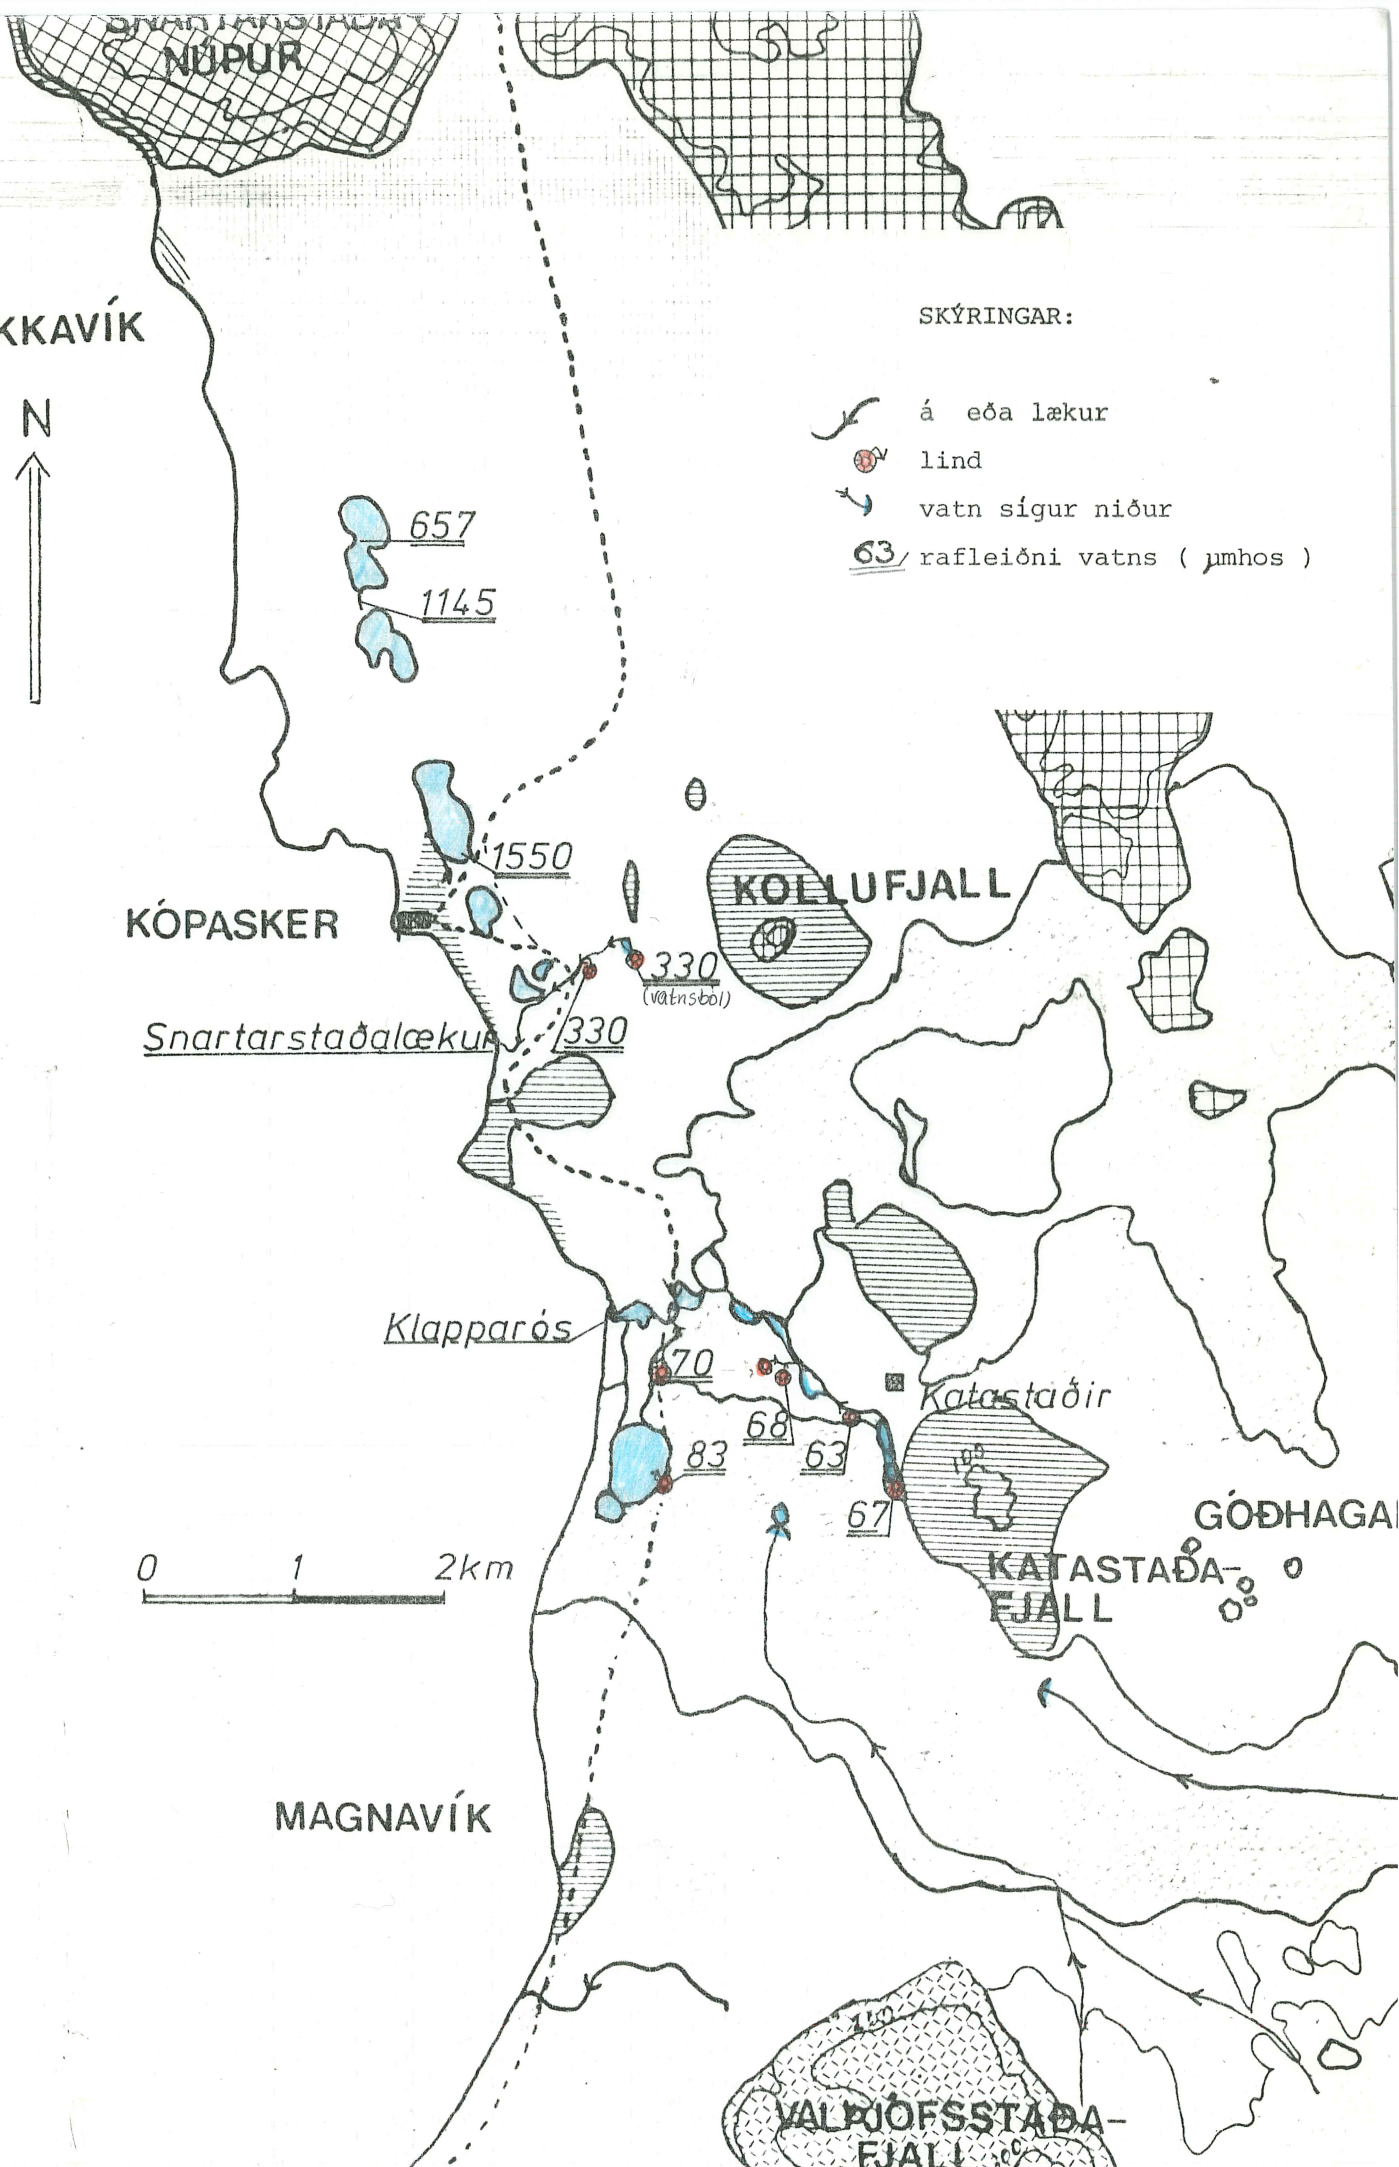 SNARTARSTAÐA-
NÚPUR
KKAVÍK
SKÝRINGAR:
N
á eða lækur
lind
vatn sígur niður
63 rafleiðni vatns ( µmhos )
657
1145
1550
KOLLUFJALL
KÓPASKER
330
(vatnsból)
Snartarstaðalækur
330
Klapparós
70
Katastaðir
68
63
83
67
GÓÐHAGA
0 1 2km
KATASTAÐA-
FJALL
MAGNAVÍK
VALÞJÓFSSTAÐA-
FJALL